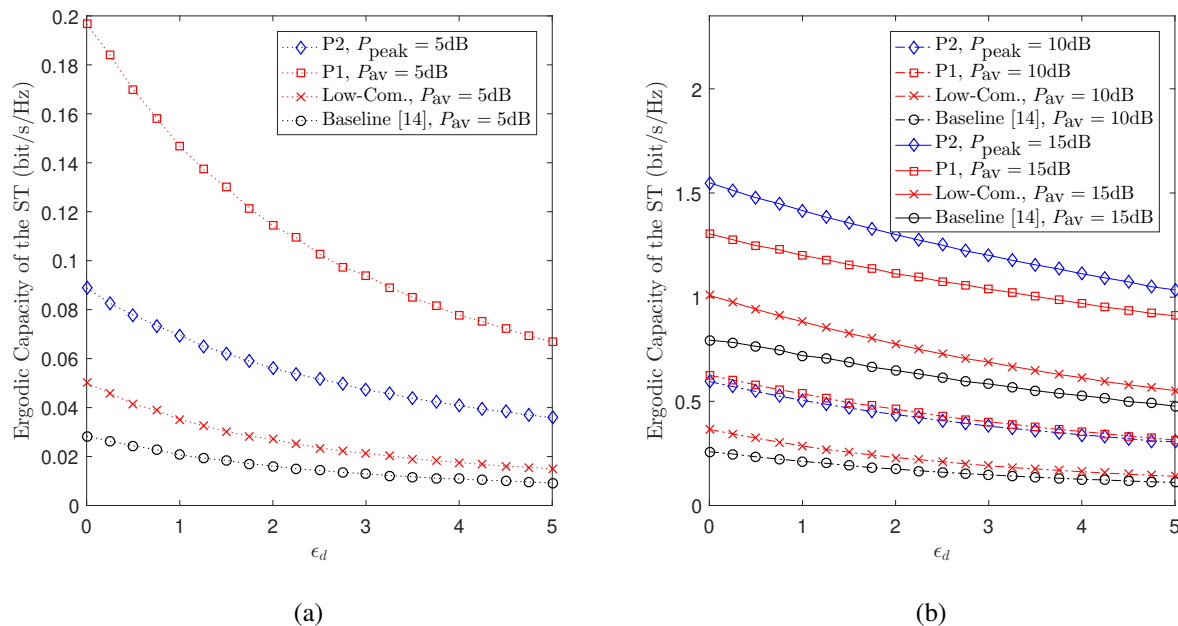 Ergodic Capacity of the ST (bit/s/Hz)
0.2
0.18
0.16
0.14
0.12
0.1
0.08
0.06
0.04
0.02
0
P2, P_peak = 5dB
P1, P_av = 5dB
Low-Com., P_av = 5dB
Baseline [14], P_av = 5dB
0 1 2 3 4 5
ϵ_d
(a)
Ergodic Capacity of the ST (bit/s/Hz)
2
1.5
1
0.5
0
P2, P_peak = 10dB
P1, P_av = 10dB
Low-Com., P_av = 10dB
Baseline [14], P_av = 10dB
P2, P_peak = 15dB
P1, P_av = 15dB
Low-Com., P_av = 15dB
Baseline [14], P_av = 15dB
0 1 2 3 4 5
ϵ_d
(b)